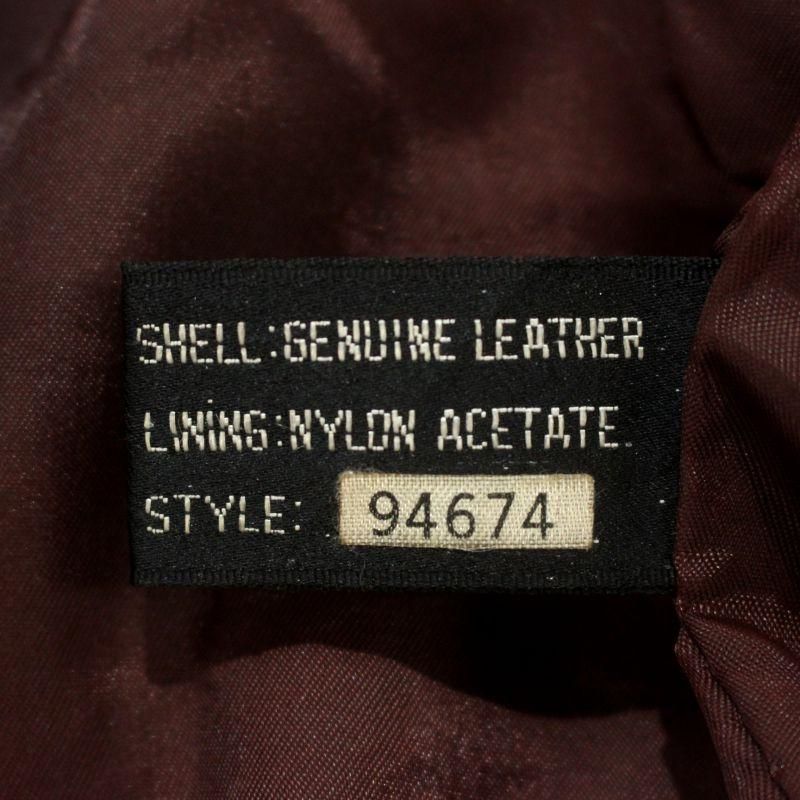 SHELL:GENUINE LEATHER
LINING:NYLON ACETATE.
STYLE: 94674